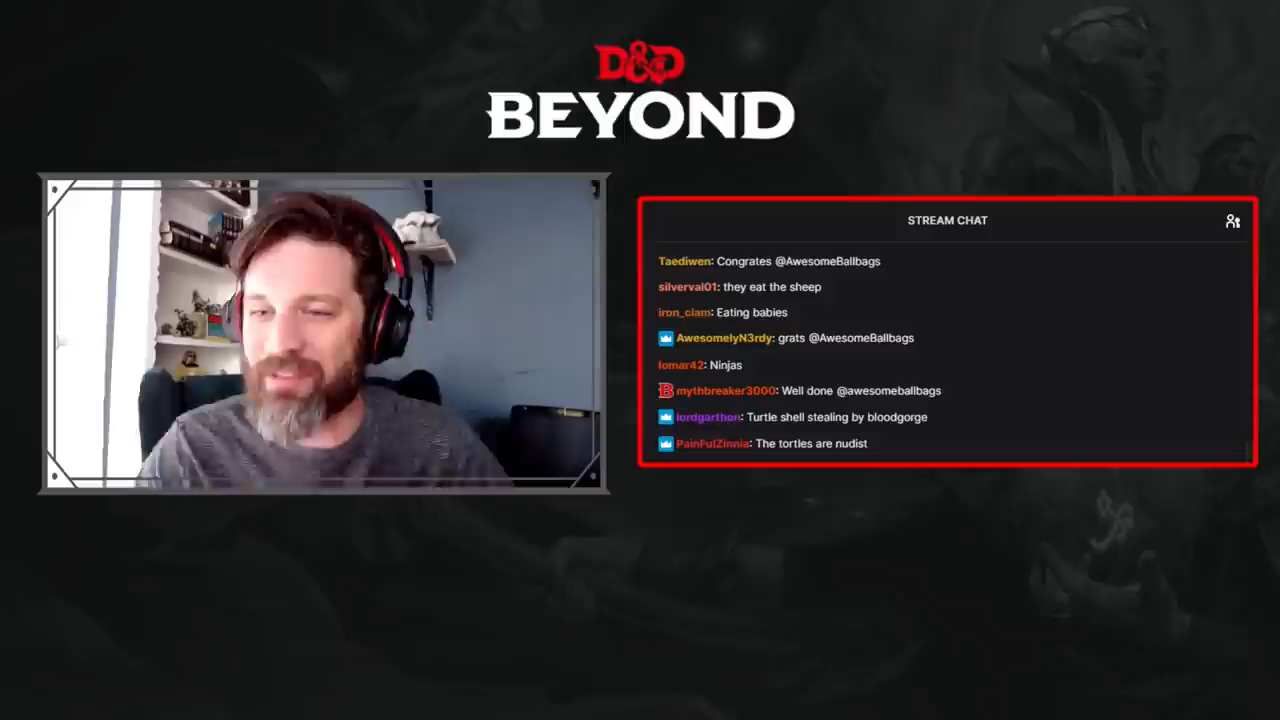 D&D
BEYOND
STREAM CHAT
Taediwen: Congrates @AwesomeBallbags
silverval01: they eat the sheep
iron_clam: Eating babies
AwesomelyN3rdy: grats @AwesomeBallbags
lomar42: Ninjas
B mythbreaker3000: Well done @awesomeballbags
lordgarthon: Turtle shell stealing by bloodgorge
PainFulZinnia: The tortles are nudist